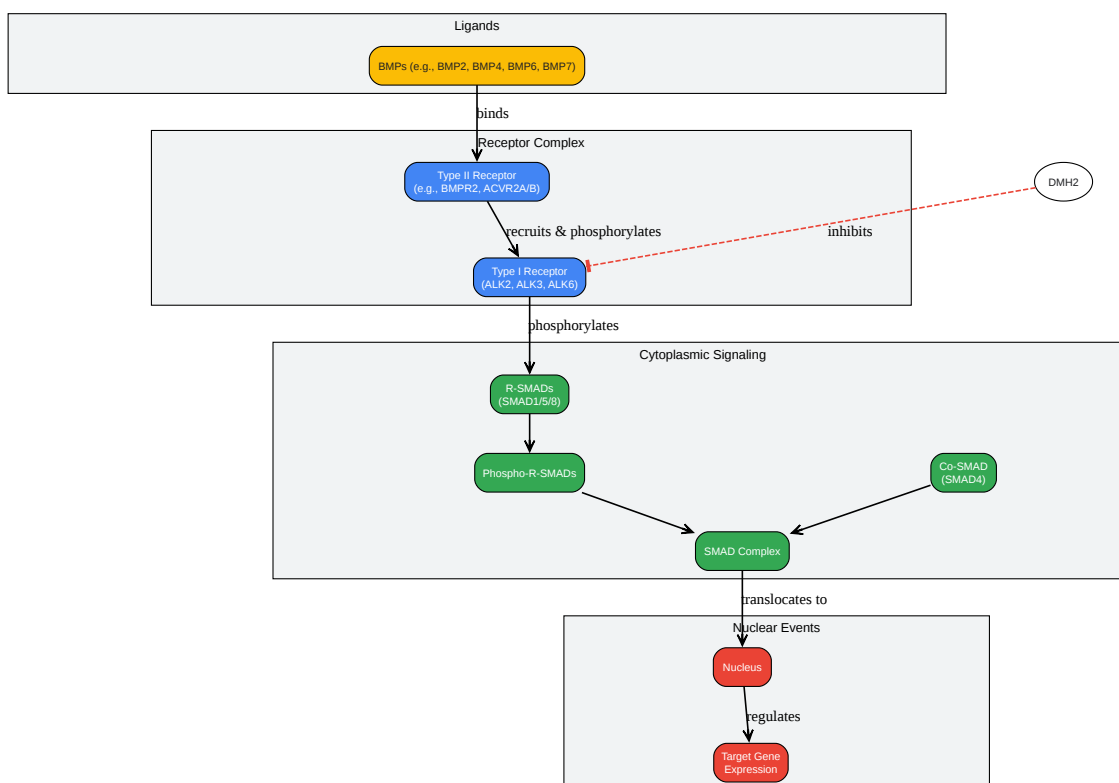 Ligands
BMPs (e.g., BMP2, BMP4, BMP6, BMP7)
binds
Receptor Complex
Type II Receptor
(e.g., BMPR2, ACVR2A/B)
DMH2
recruits & phosphorylates
inhibits
Type I Receptor
(ALK2, ALK3, ALK6)
phosphorylates
Cytoplasmic Signaling
R-SMADs
(SMAD1/5/8)
Phospho-R-SMADs
Co-SMAD
(SMAD4)
SMAD Complex
translocates to
Nuclear Events
Nucleus
regulates
Target Gene
Expression